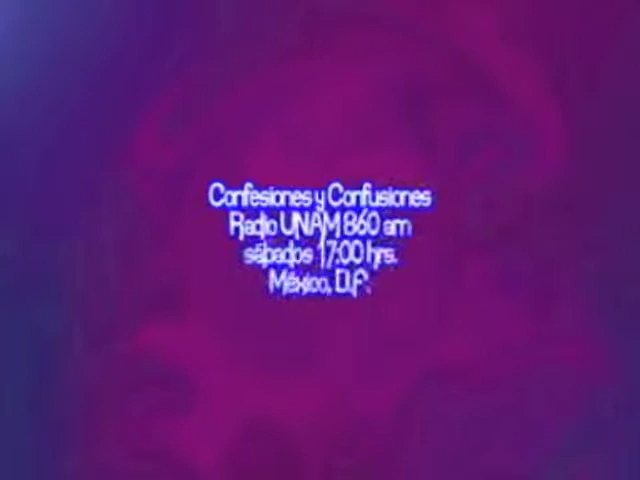 Confesiones y Confusiones
Radio UNAM 860 am
sábados 17:00 hrs.
México, D.F.